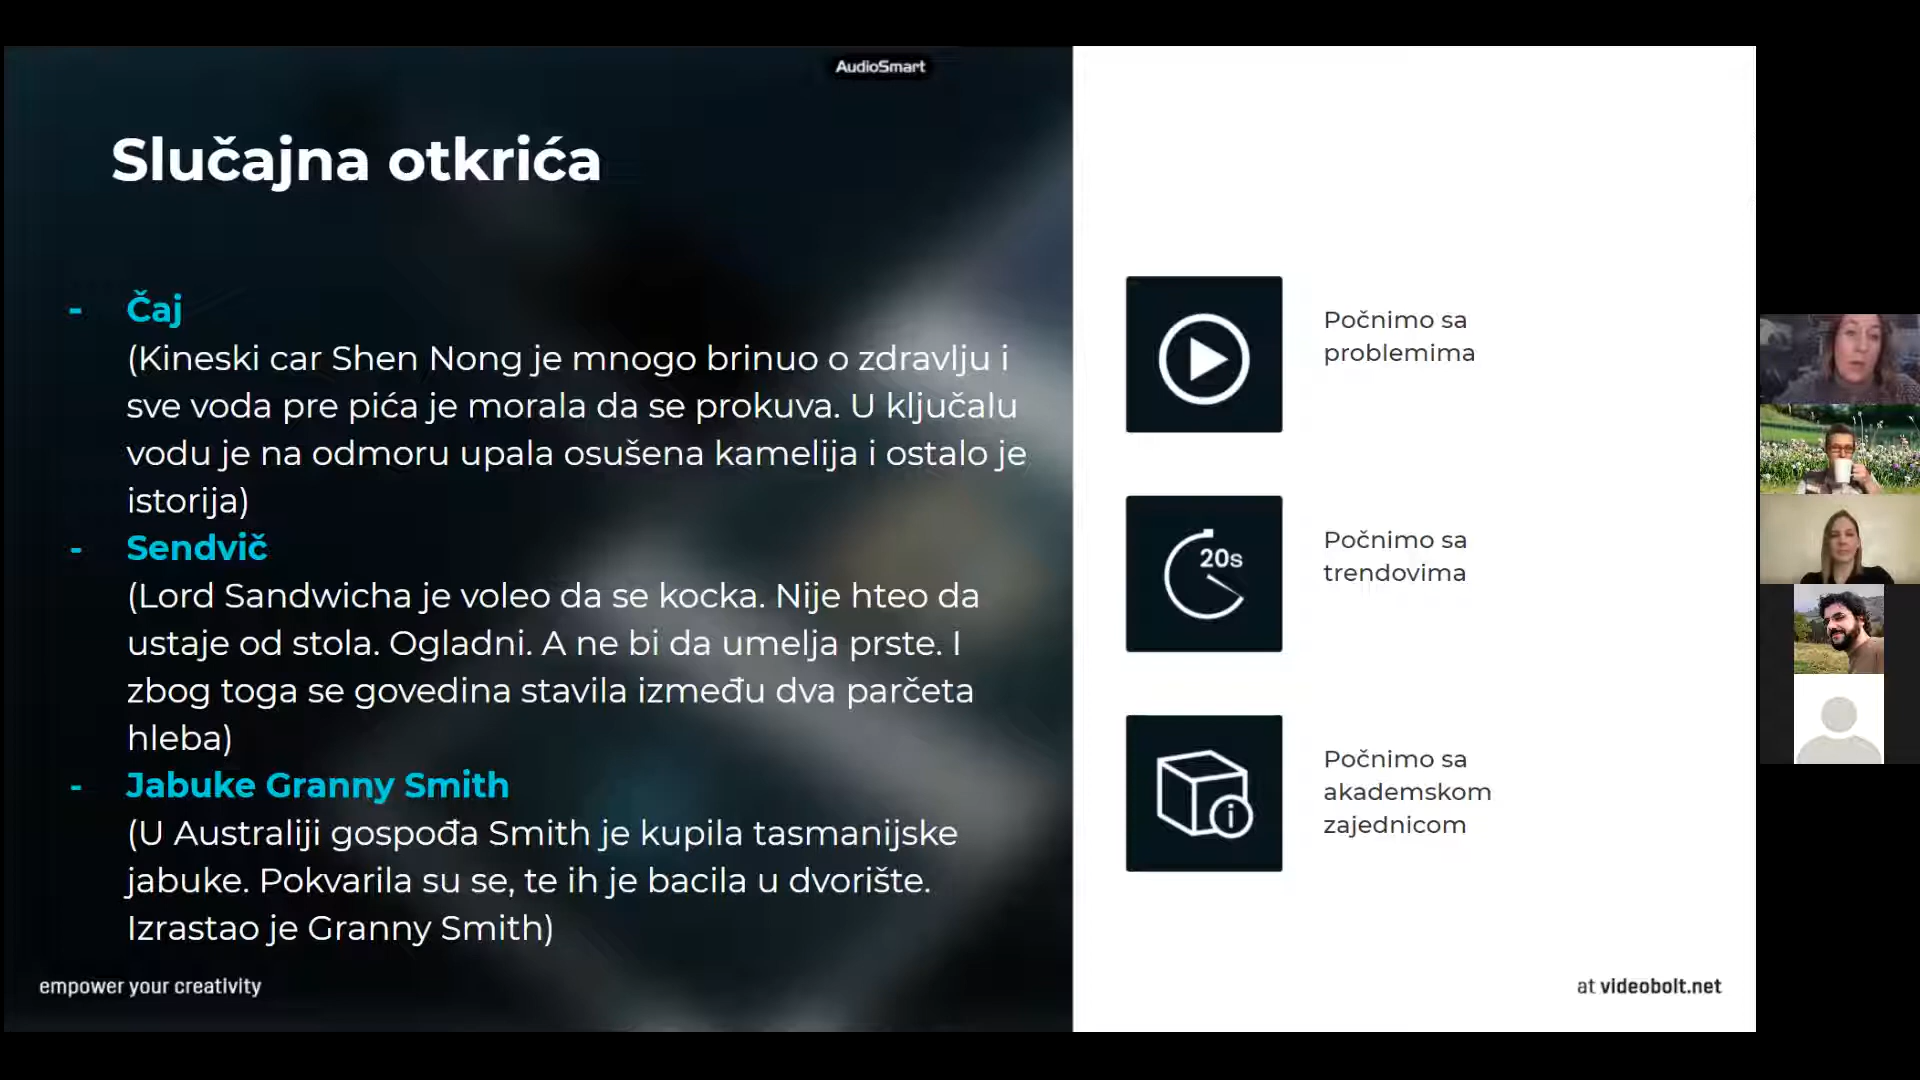 AudioSmart
Slučajna otkrića
- Čaj
(Kineski car Shen Nong je mnogo brinuo o zdravlju i
sve voda pre pića je morala da se prokuva. U ključalu
vodu je na odmoru upala osušena kamelija i ostalo je
istorija)
- Sendvič
(Lord Sandwicha je voleo da se kocka. Nije hteo da
ustaje od stola. Ogladni. A ne bi da umelja prste. I
zbog toga se govedina stavila između dva parčeta
hleba)
- Jabuke Granny Smith
(U Australiji gospođa Smith je kupila tasmanijske
jabuke. Pokvarila su se, te ih je bacila u dvorište.
Izrastao je Granny Smith)
empower your creativity
Počnimo sa
problemima
20s
Počnimo sa
trendovima
i
Počnimo sa
akademskom
zajednicom
at videobolt.net